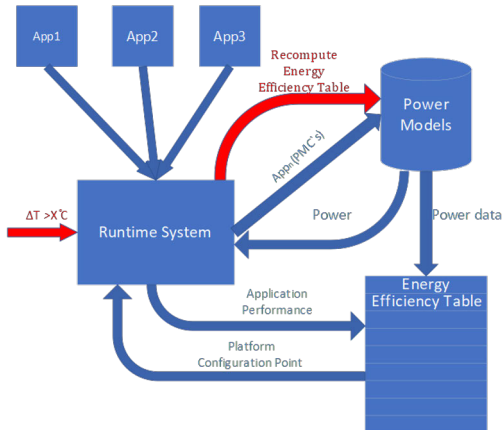 App1
App2
App3
Recompute
Energy
Efficiency Table
Power
Models
Appₙ(PMC`s)
ΔT >X℃
Runtime System
Power
Power data
Application
Performance
Energy
Efficiency Table
Platform
Configuration Point